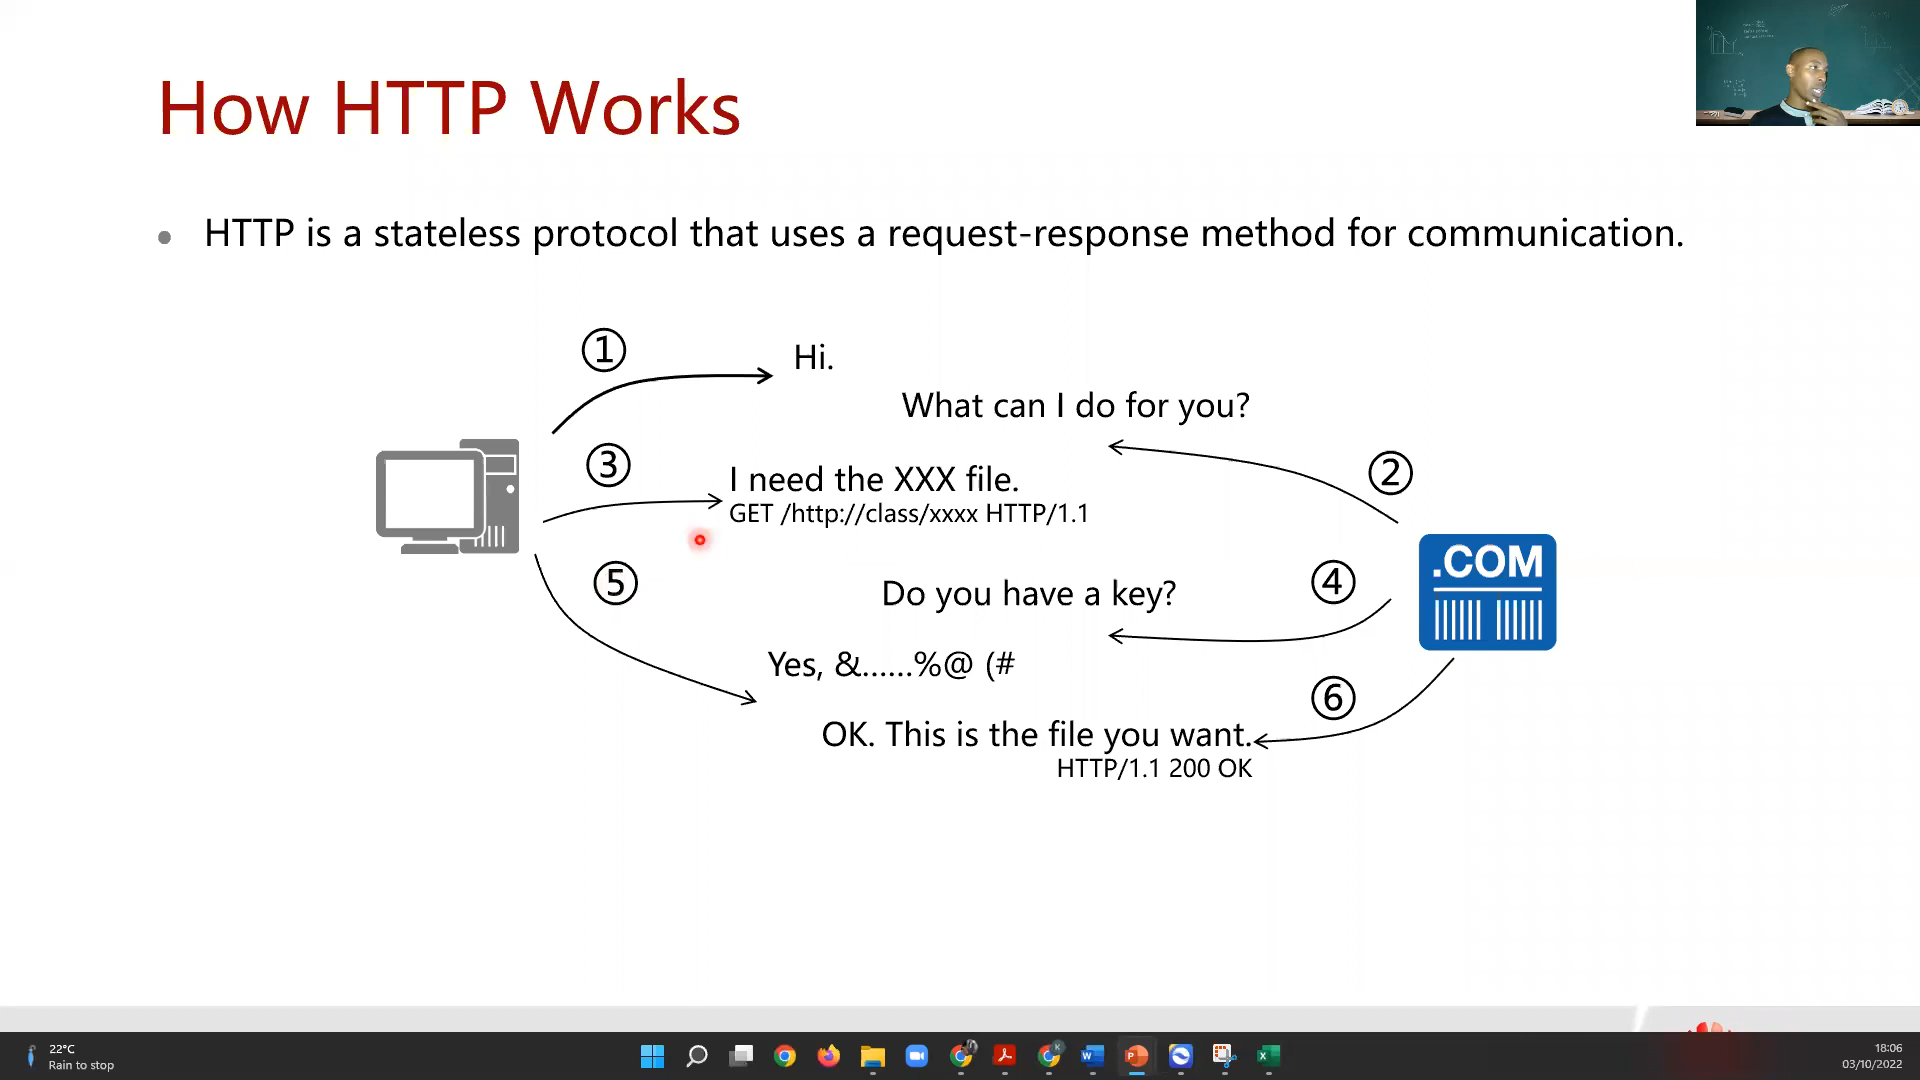 How HTTP Works
HTTP is a stateless protocol that uses a request-response method for communication.
①
Hi.
What can I do for you?
②
③
I need the XXX file.
GET /http://class/xxxx HTTP/1.1
④
Do you have a key?
⑤
Yes, &......%@ (#
⑥
OK. This is the file you want.
HTTP/1.1 200 OK
.COM
22°C
Rain to stop
18:06
03/10/2022